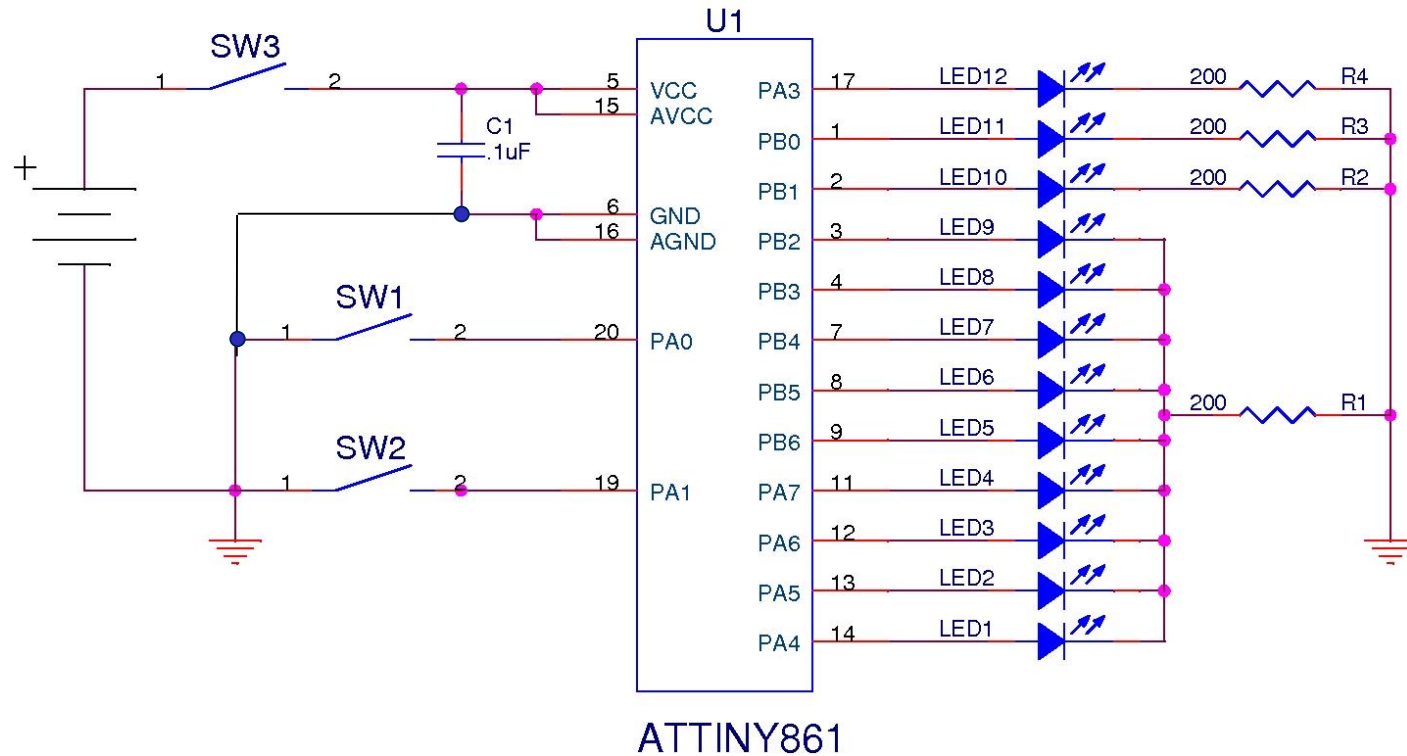 U1
SW3
1 2 5 VCC PA3 17 LED12 200 R4
15 AVCC
C1
.1uF
PB0 1 LED11 200 R3
+
PB1 2 LED10 200 R2
6 GND
16 AGND PB2 3 LED9
PB3 4 LED8
SW1
1 2 20 PA0 PB4 7 LED7
PB5 8 LED6
200 R1
PB6 9 LED5
SW2
1 2 19 PA1 PA7 11 LED4
PA6 12 LED3
PA5 13 LED2
PA4 14 LED1
ATTINY861